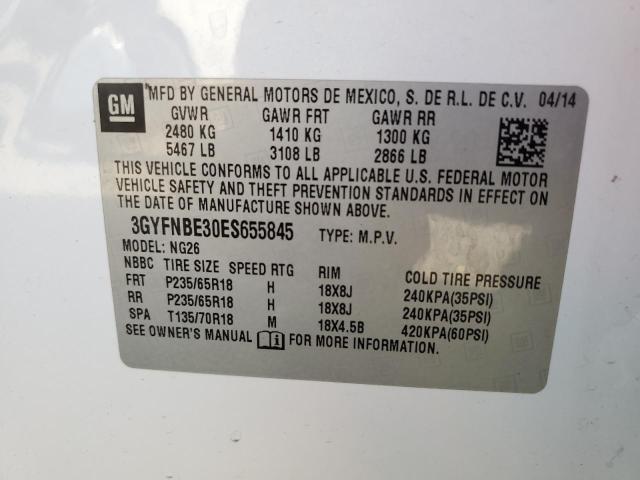 GM
MFD BY GENERAL MOTORS DE MEXICO, S. DE R.L. DE C.V. 04/14
GVWR GAWR FRT GAWR RR
2480 KG 1410 KG 1300 KG
5467 LB 3108 LB 2866 LB
THIS VEHICLE CONFORMS TO ALL APPLICABLE U.S. FEDERAL MOTOR
VEHICLE SAFETY AND THEFT PREVENTION STANDARDS IN EFFECT ON
THE DATE OF MANUFACTURE SHOWN ABOVE.
3GYFNBE30ES655845 TYPE: M.P.V.
MODEL: NG26
NBBC TIRE SIZE SPEED RTG RIM COLD TIRE PRESSURE
FRT P235/65R18 H 18X8J 240KPA(35PSI)
RR P235/65R18 H 18X8J 240KPA(35PSI)
SPA T135/70R18 M 18X4.5B 420KPA(60PSI)
SEE OWNER'S MANUAL FOR MORE INFORMATION.